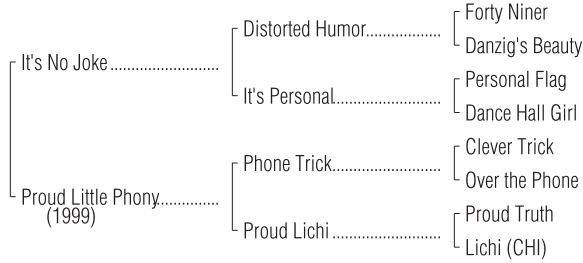 Forty Niner
Distorted Humor
Danzig's Beauty
It's No Joke
Personal Flag
It's Personal
Dance Hall Girl
Clever Trick
Phone Trick
Over the Phone
Proud Little Phony
(1999)
Proud Truth
Proud Lichi
Lichi (CHI)